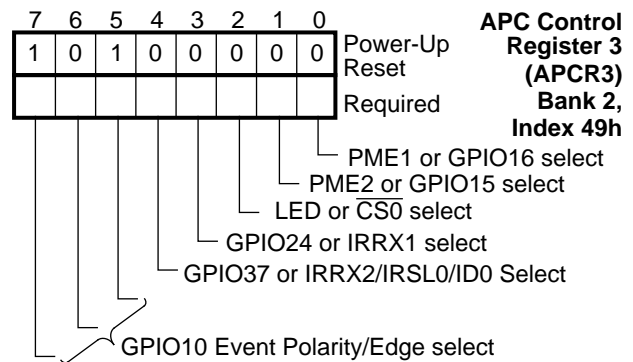 7 6 5 4 3 2 1 0
APC Control
Register 3
(APCR3)
Bank 2,
Index 49h
1 0 1 0 0 0 0 0
Power-Up
Reset
Required
PME1 or GPIO16 select
PME2 or GPIO15 select
LED or CS0 select
GPIO24 or IRRX1 select
GPIO37 or IRRX2/IRSL0/ID0 Select
GPIO10 Event Polarity/Edge select